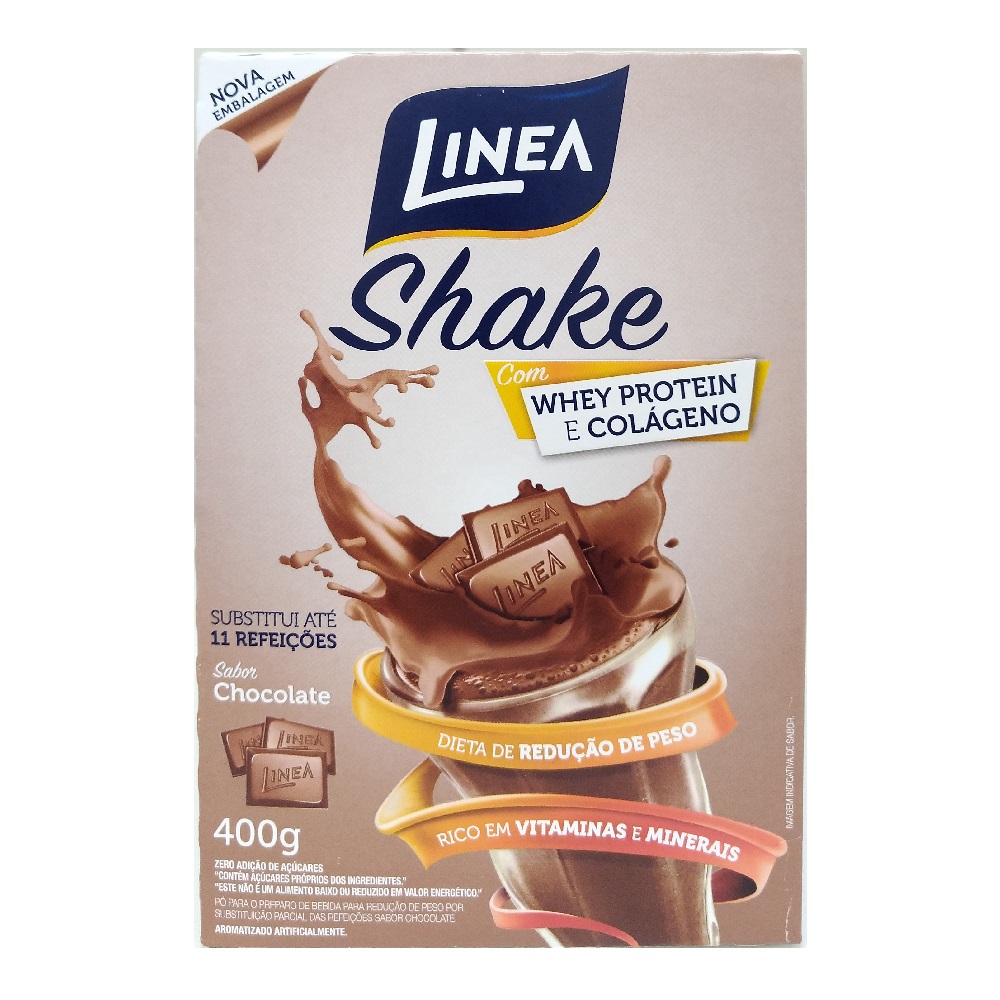 NOVA
EMBALAGEM
LINEA
Shake
Com
WHEY PROTEIN
E COLÁGENO
LINEA
LIN
LINEA
SUBSTITUI ATÉ
11 REFEIÇÕES
Sabor
Chocolate
LINEA
LINEA
DIETA DE REDUÇÃO DE PESO
RICO EM VITAMINAS E MINERAIS
400g
ZERO ADIÇÃO DE AÇÚCARES
"CONTÉM AÇÚCARES PRÓPRIOS DOS INGREDIENTES."
"ESTE NÃO É UM ALIMENTO BAIXO OU REDUZIDO EM VALOR ENERGÉTICO."
PÓ PARA O PREPARO DE BEBIDA PARA REDUÇÃO DE PESO POR
SUBSTITUIÇÃO PARCIAL DAS REFEIÇÕES SABOR CHOCOLATE
AROMATIZADO ARTIFICIALMENTE.
IMAGEM INDICATIVA DE SABOR.